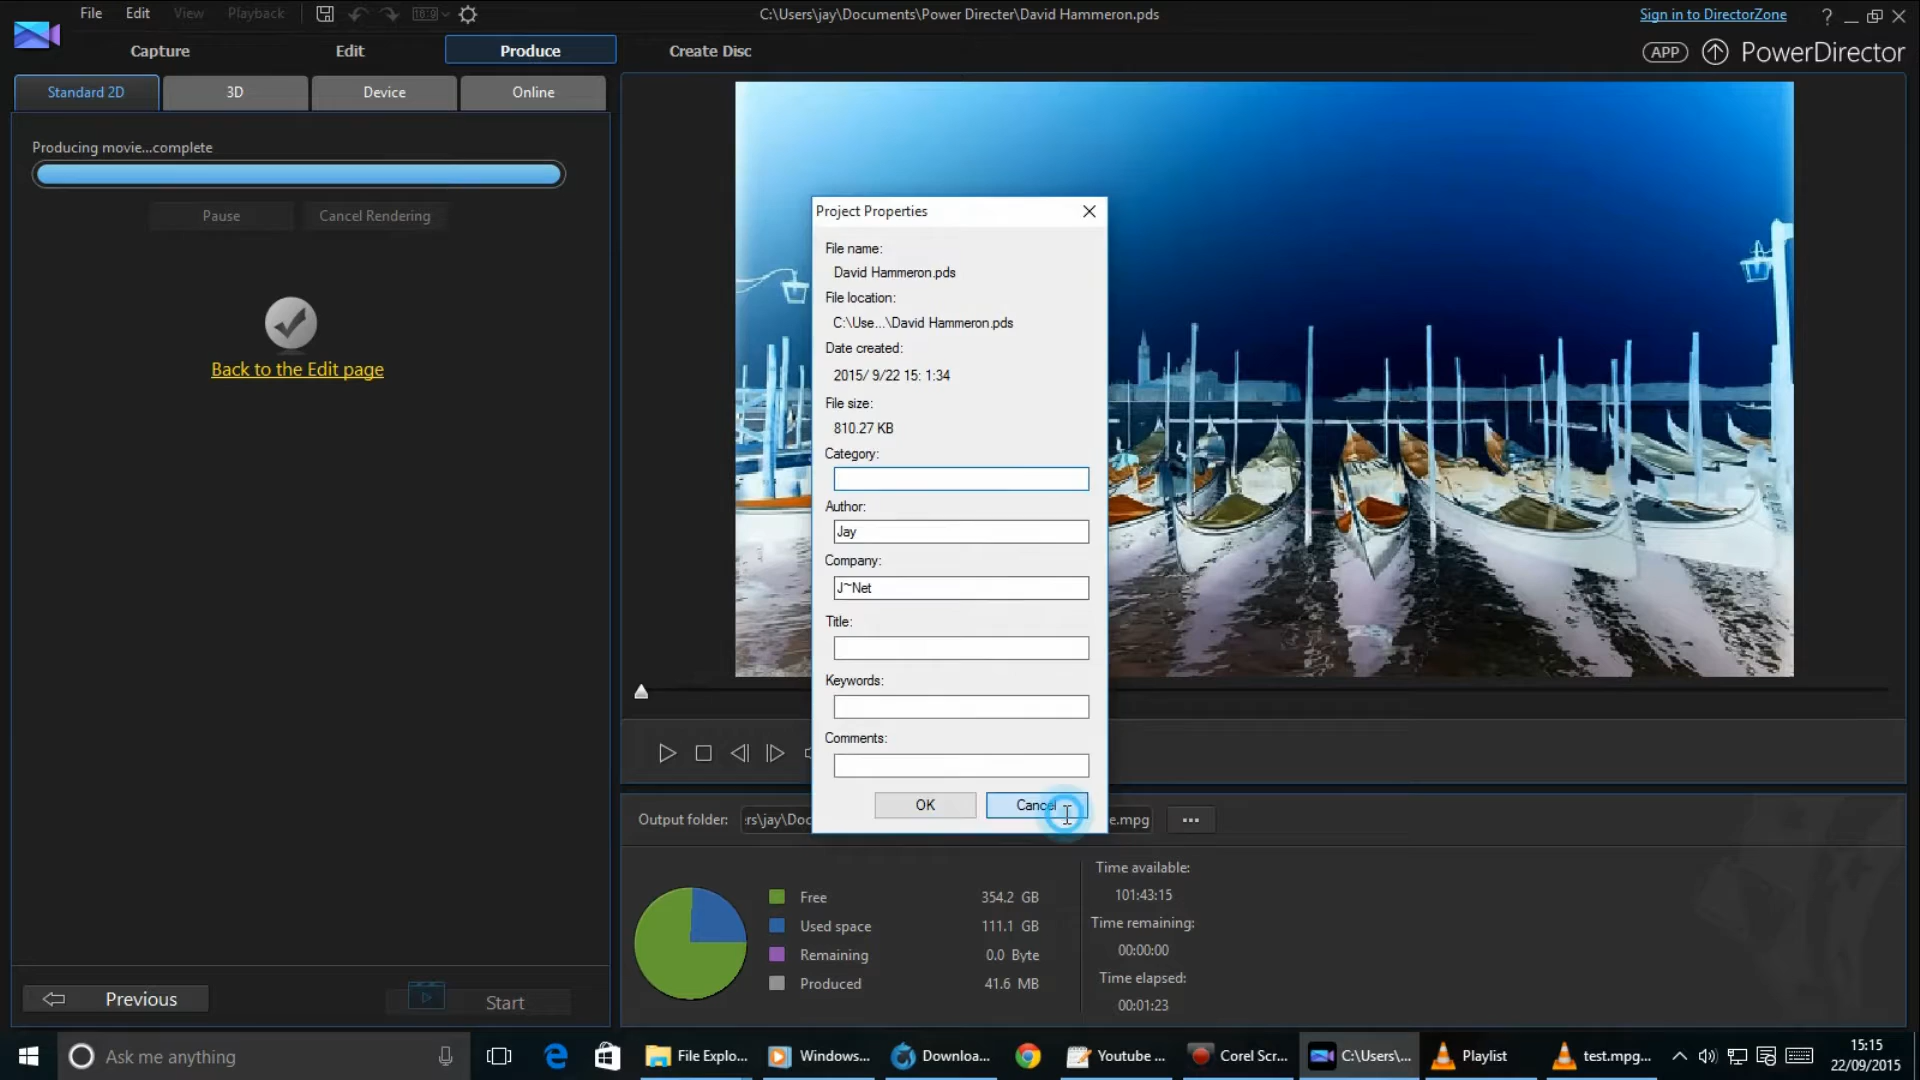 File Edit View Playback 16:9 C:\Users\jay\Documents\Power Directer\David Hammeron.pds Sign in to DirectorZone ?
Capture Edit Produce Create Disc APP PowerDirector
Standard 2D 3D Device Online
Producing movie...complete
Pause Cancel Rendering
Back to the Edit page
Project Properties
File name:
David Hammeron.pds
File location:
C:\Use...\David Hammeron.pds
Date created:
2015/ 9/22 15: 1:34
File size:
810.27 KB
Category:
Author:
Jay
Company:
J~Net
Title:
Keywords:
Comments:
OK Cancel
Output folder: :rs\jay\Doc e.mpg ...
Free 354.2 GB
Used space 111.1 GB
Remaining 0.0 Byte
Produced 41.6 MB
Time available:
101:43:15
Time remaining:
00:00:00
Time elapsed:
00:01:23
Previous Start
Ask me anything File Explo... Windows... Downloa... Youtube ... Corel Scr... C:\Users\... Playlist test.mpg...
15:15
22/09/2015